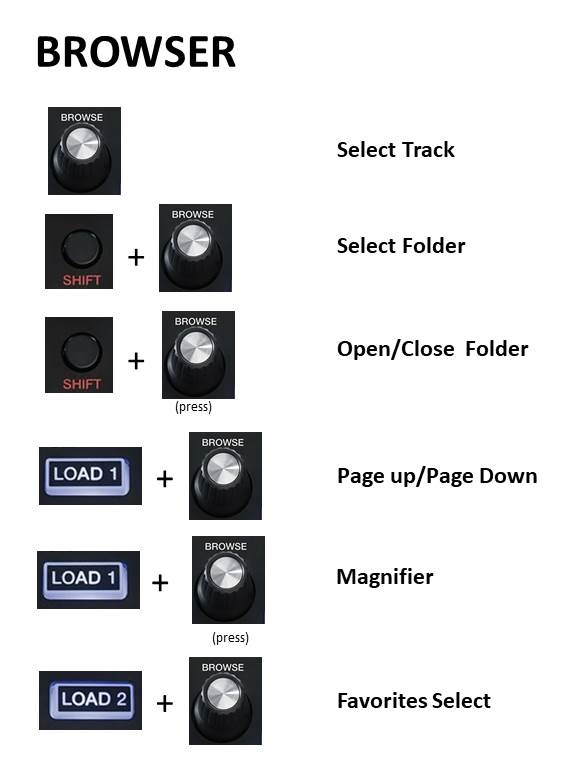 BROWSER
BROWSE
Select Track
SHIFT + BROWSE
Select Folder
SHIFT + BROWSE
(press)
Open/Close  Folder
LOAD 1 + BROWSE
Page up/Page Down
LOAD 1 + BROWSE
(press)
Magnifier
LOAD 2 + BROWSE
Favorites Select